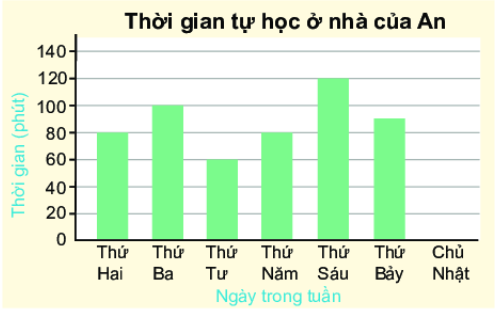 Thời gian tự học ở nhà của An
Thời gian (phút)
140
120
100
80
60
40
20
0
Thứ Hai
Thứ Ba
Thứ Tư
Thứ Năm
Thứ Sáu
Thứ Bảy
Chủ Nhật
Ngày trong tuần